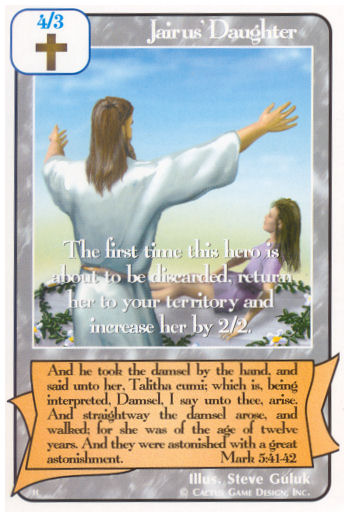 4/3
Jairus' Daughter
The first time this hero is
about to be discarded, return
her to your territory and
increase her by 2/2.
And he took the damsel by the hand, and
said unto her, Talitha cumi; which is, being
interpreted, Damsel, I say unto thee, arise.
And straightway the damsel arose, and
walked; for she was of the age of twelve
years. And they were astonished with a great
astonishment. Mark 5:41-42
Illus. Steve Guluk
© Cactus Game Design, Inc.